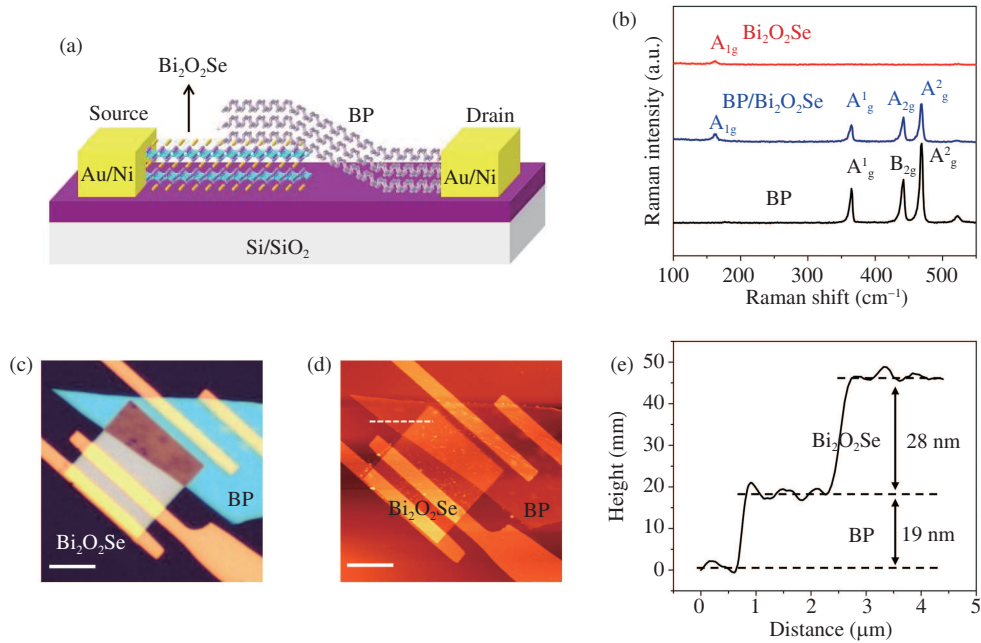 (a)
Bi₂O₂Se
Source
BP
Drain
Au/Ni
Au/Ni
Si/SiO₂
(b)
Raman intensity (a.u.)
A₁g Bi₂O₂Se
BP/Bi₂O₂Se
A₁g
A¹g
A₂g
A²g
BP
A¹g
B₂g
A²g
100 200 300 400 500
Raman shift (cm⁻¹)
(c)
BP
Bi₂O₂Se
(d)
Bi₂O₂Se
BP
(e)
Height (mm)
50
40
30
20
10
0
Bi₂O₂Se
28 nm
BP
19 nm
0 1 2 3 4 5
Distance (μm)